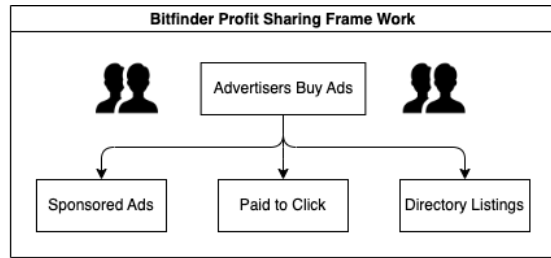 Bitfinder Profit Sharing Frame Work
Advertisers Buy Ads
Sponsored Ads
Paid to Click
Directory Listings